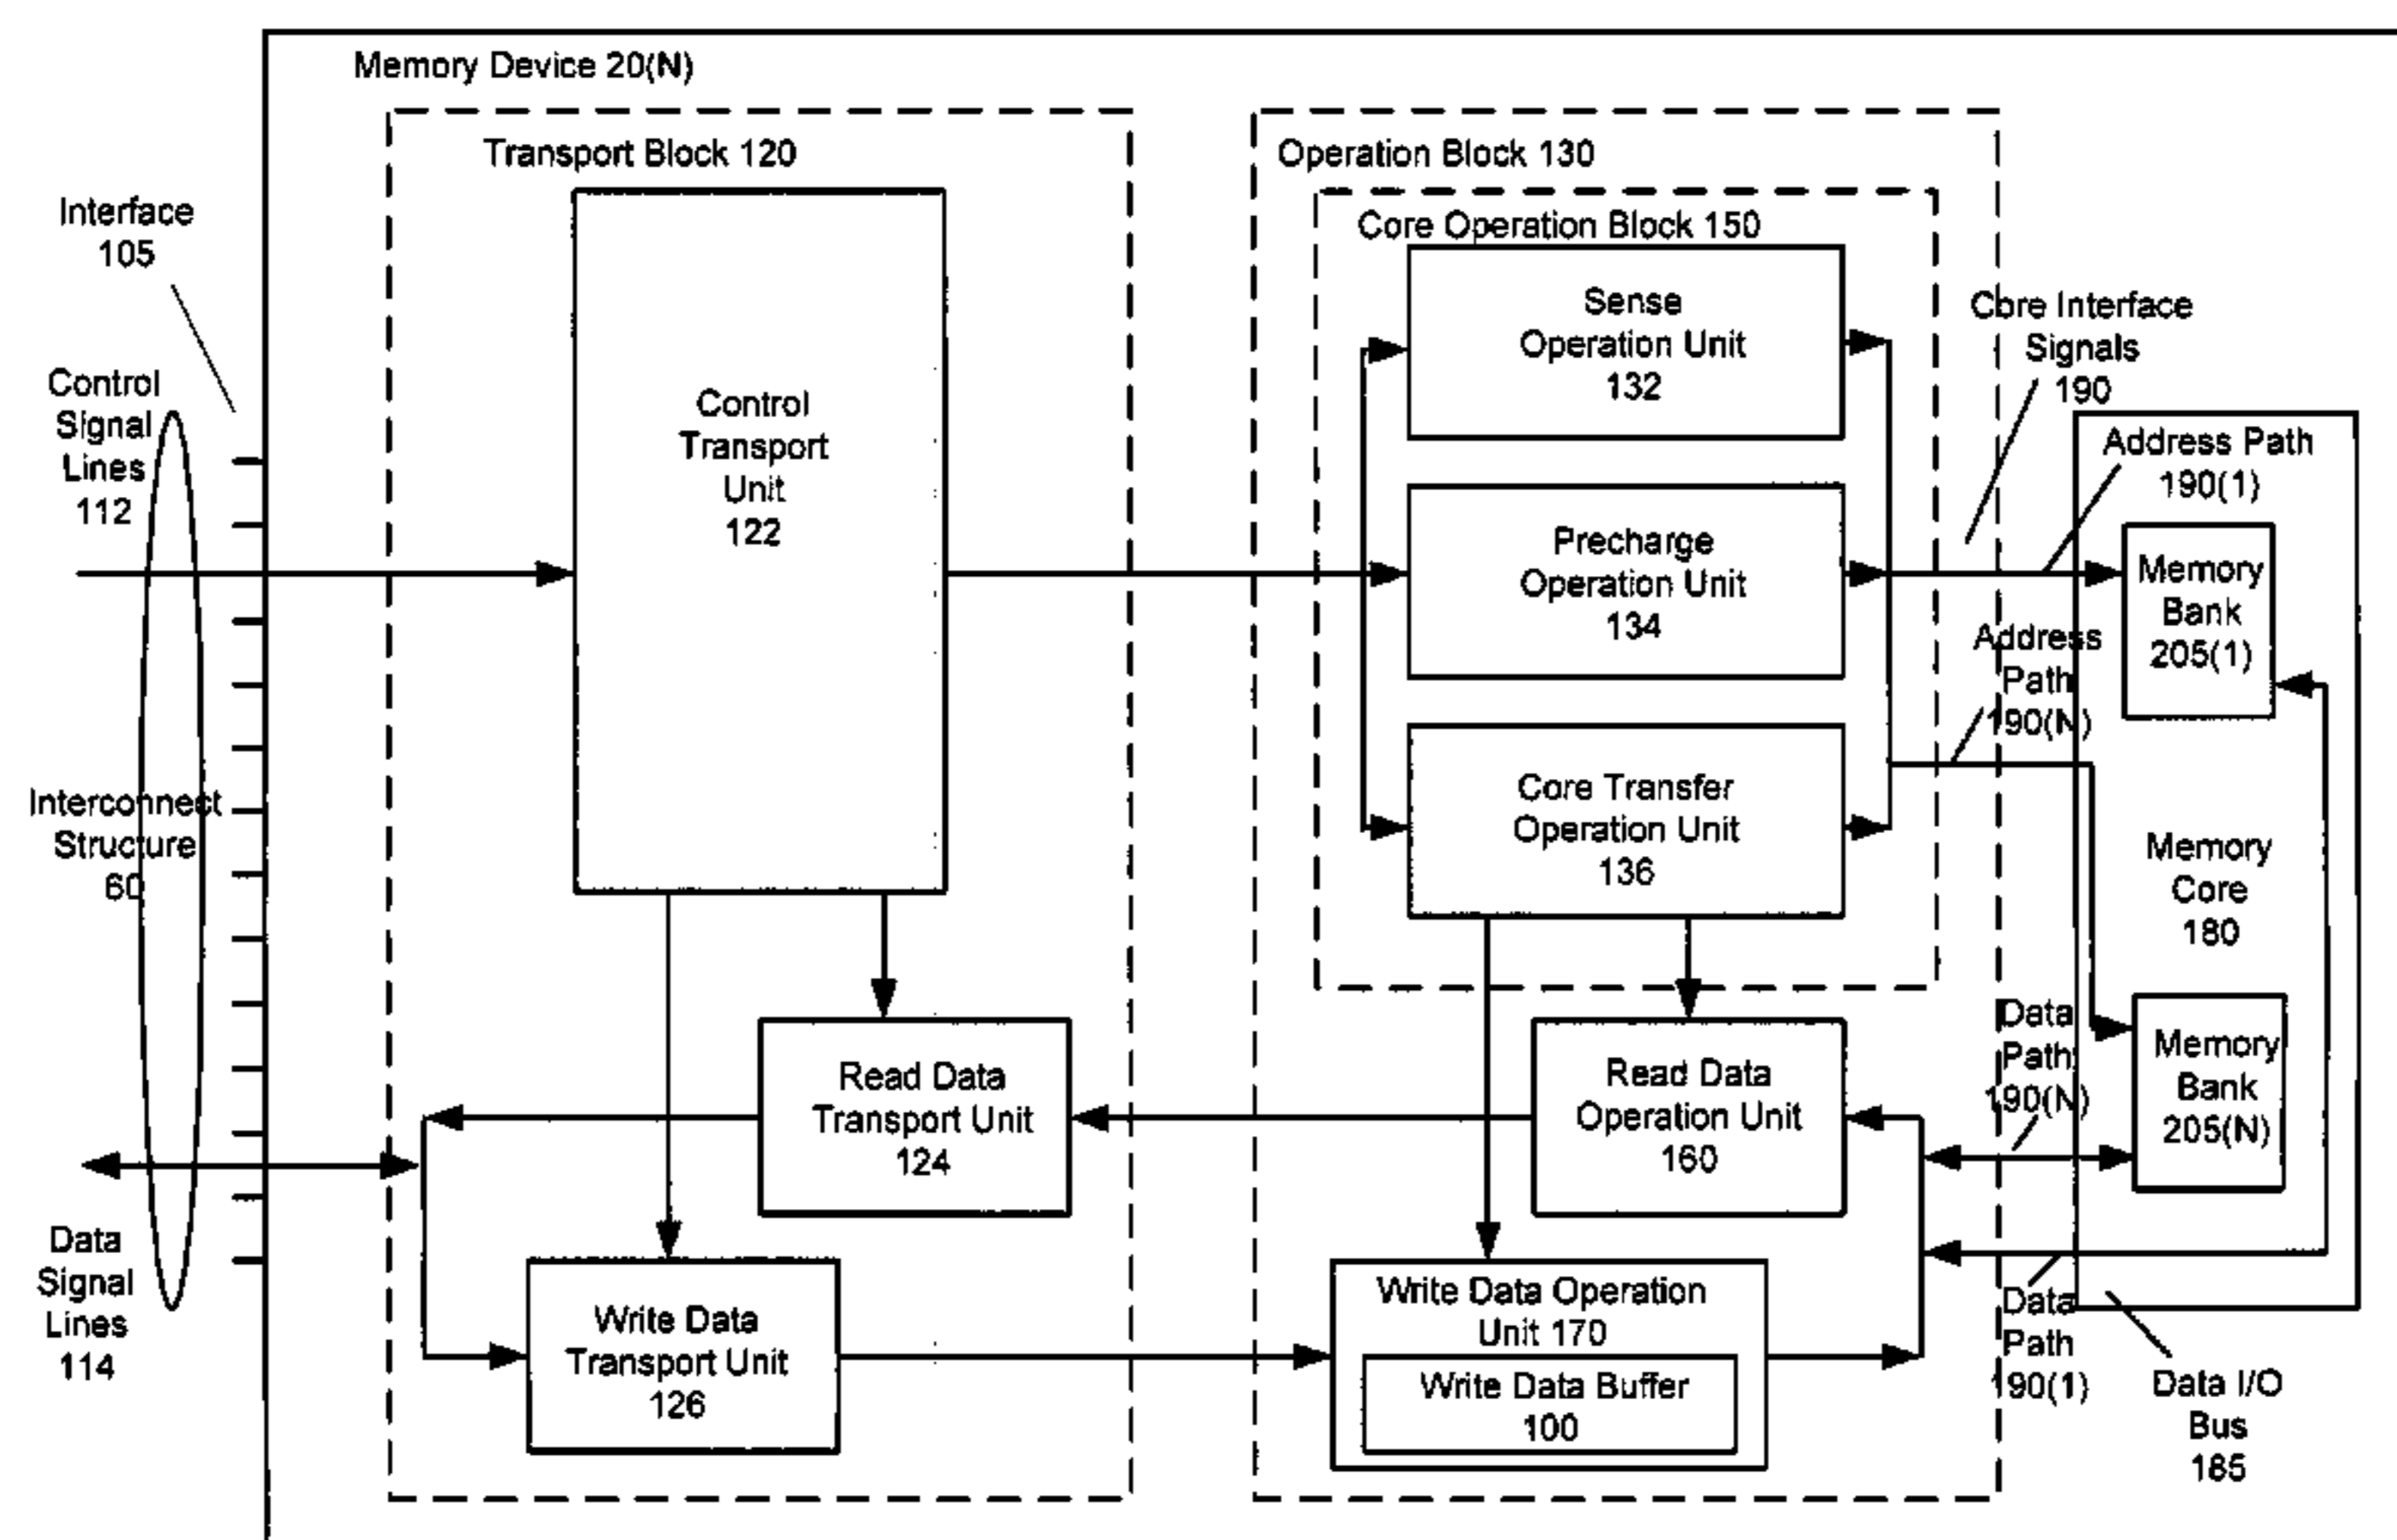 Memory Device 20(N)
Transport Block 120
Operation Block 130
Interface
105
Core Operation Block 150
Control
Signal
Lines
112
Control
Transport
Unit
122
Sense
Operation Unit
132
Core Interface
Signals
190
Address Path
190(1)
Precharge
Operation Unit
134
Memory
Bank
205(1)
Address
Path
190(N)
Interconnect
Structure
60
Core Transfer
Operation Unit
136
Memory
Core
180
Read Data
Transport Unit
124
Read Data
Operation Unit
160
Data
Path
190(N)
Memory
Bank
205(N)
Data
Signal
Lines
114
Write Data
Transport Unit
126
Write Data Operation
Unit 170
Write Data Buffer
100
Data
Path
190(1)
Data I/O
Bus
185